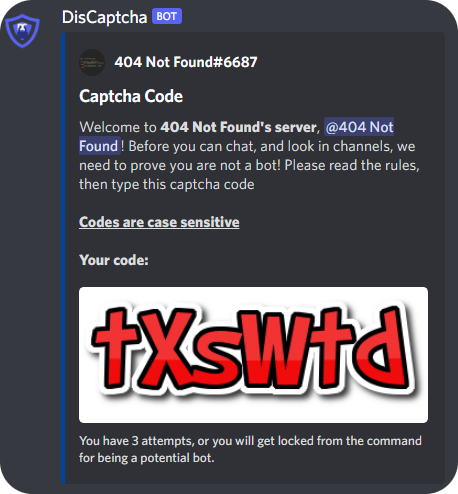 DisCaptcha BOT
404 Not Found#6687
Captcha Code
Welcome to 404 Not Found's server, @404 Not
Found! Before you can chat, and look in channels, we
need to prove you are not a bot! Please read the rules,
then type this captcha code
Codes are case sensitive
Your code:
tXsWtd
You have 3 attempts, or you will get locked from the command
for being a potential bot.